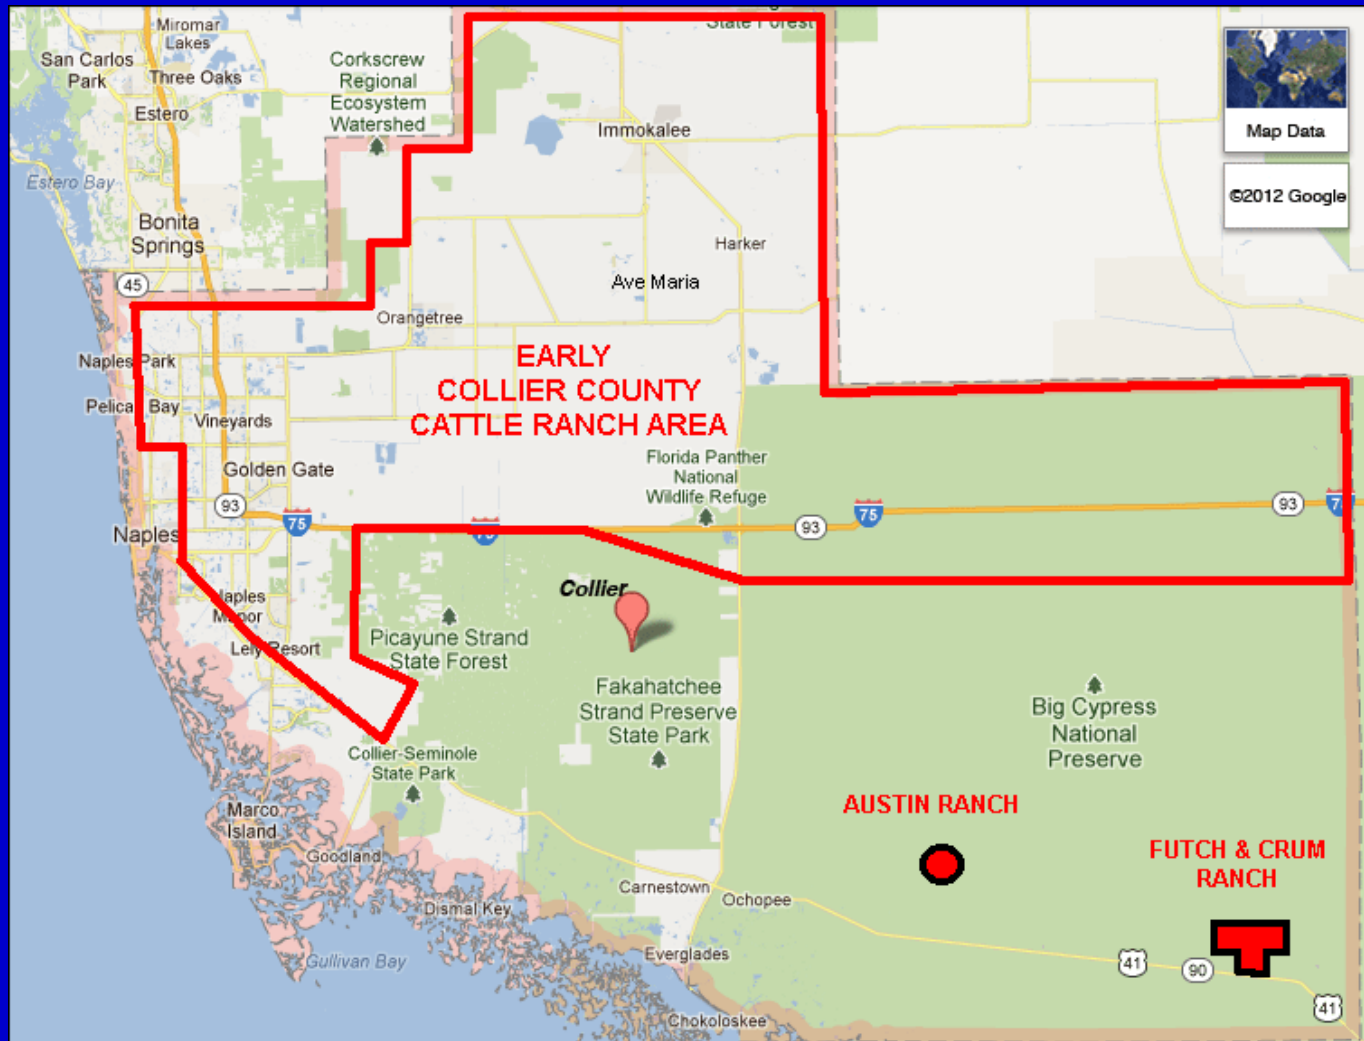 State Forest
Miromar
Lakes
San Carlos
Park
Three Oaks
Corkscrew
Regional
Ecosystem
Watershed
Estero
Immokalee
Map Data
©2012 Google
Estero Bay
Bonita
Springs
Harker
45
Ave Maria
Orangetree
Naples Park
EARLY
COLLIER COUNTY
CATTLE RANCH AREA
Pelican Bay
Vineyards
Golden Gate
Florida Panther
National
Wildlife Refuge
93
75
93
75
93
Naples
Collier
Manor
Lely Resort
Picayune Strand
State Forest
Fakahatchee
Strand Preserve
State Park
Big Cypress
National
Preserve
Collier-Seminole
State Park
AUSTIN RANCH
Marco
Island
Goodland
FUTCH & CRUM
RANCH
Carnestown
Ochopee
Dismal Key
Everglades
41
90
Gullivan Bay
41
Chokoloskee